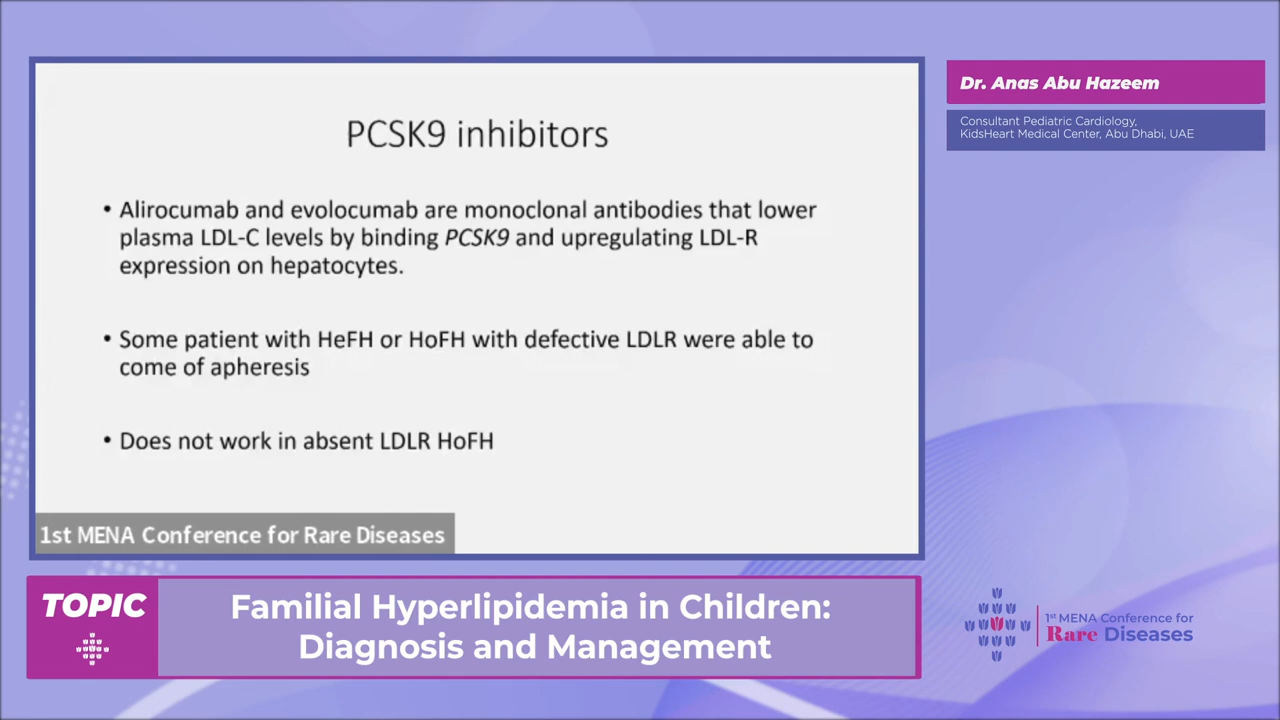 PCSK9 inhibitors
• Alirocumab and evolocumab are monoclonal antibodies that lower
plasma LDL-C levels by binding PCSK9 and upregulating LDL-R
expression on hepatocytes.
• Some patient with HeFH or HoFH with defective LDLR were able to
come of apheresis
• Does not work in absent LDLR HoFH
1st MENA Conference for Rare Diseases
Dr. Anas Abu Hazeem
Consultant Pediatric Cardiology,
KidsHeart Medical Center, Abu Dhabi, UAE
TOPIC
Familial Hyperlipidemia in Children:
Diagnosis and Management
1st MENA Conference for
Rare Diseases